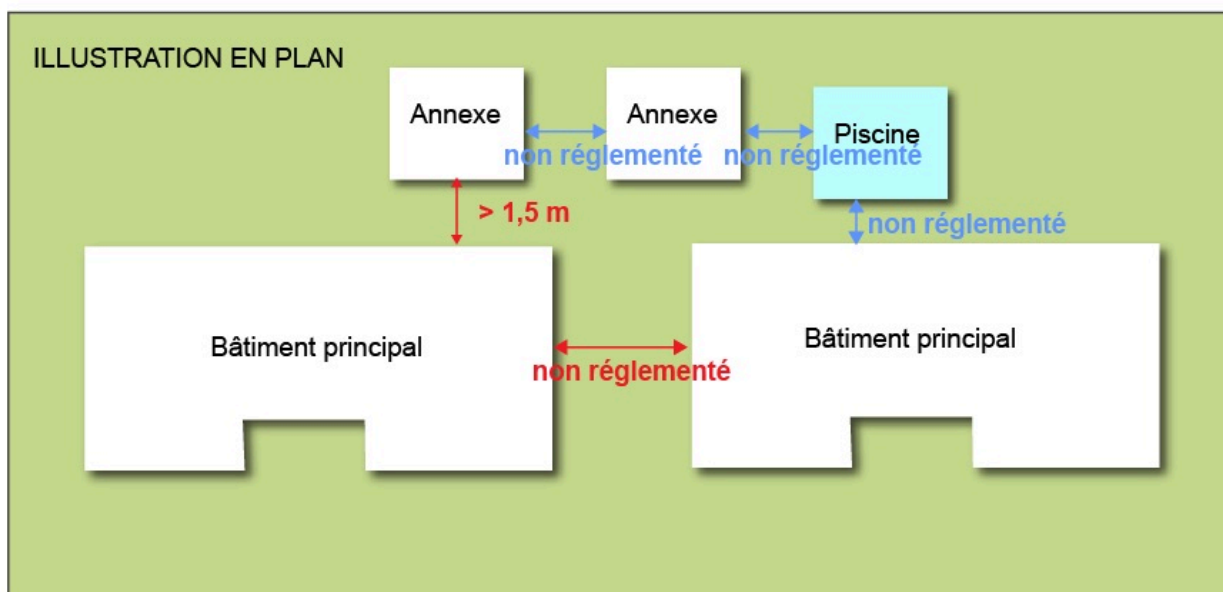 ILLUSTRATION EN PLAN
Annexe
Annexe
Piscine
non réglementé
non réglementé
> 1,5 m
non réglementé
Bâtiment principal
Bâtiment principal
non réglementé